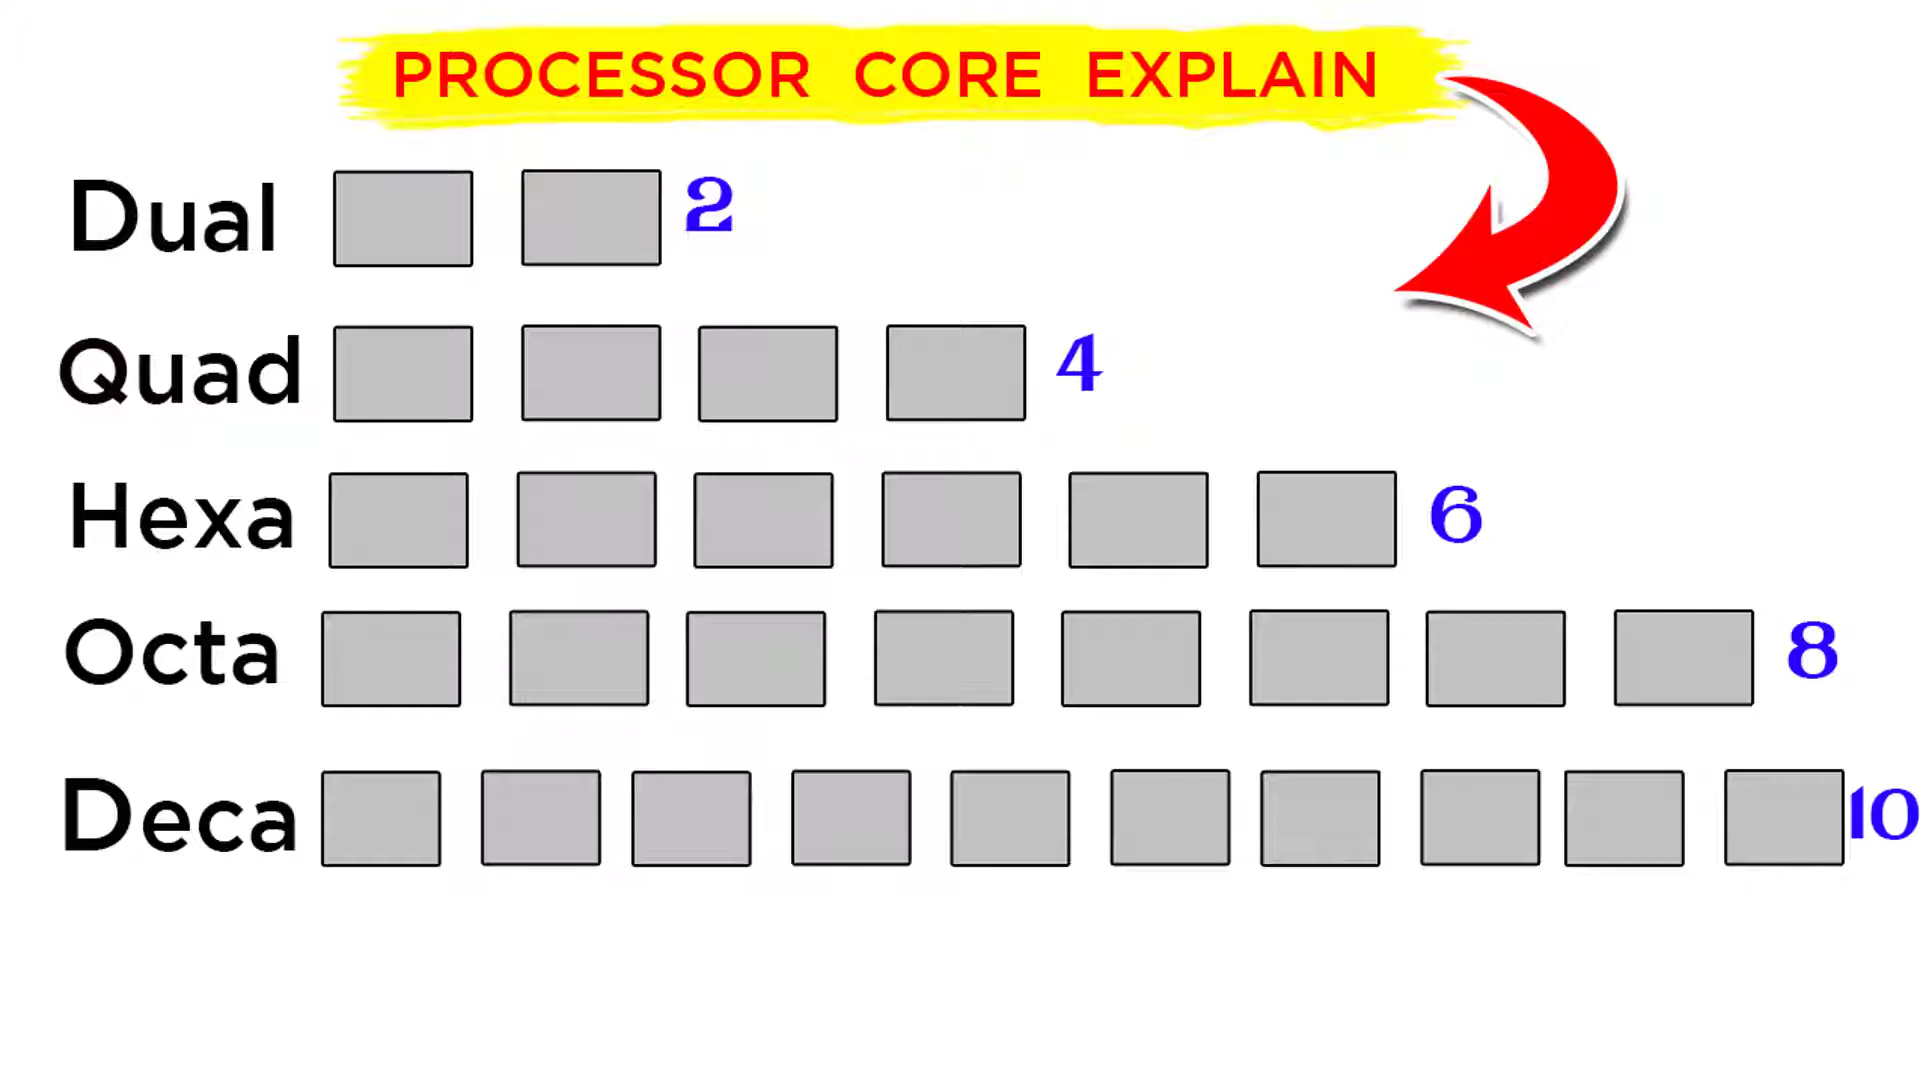 PROCESSOR CORE EXPLAIN
Dual 2
Quad 4
Hexa 6
Octa 8
Deca 10